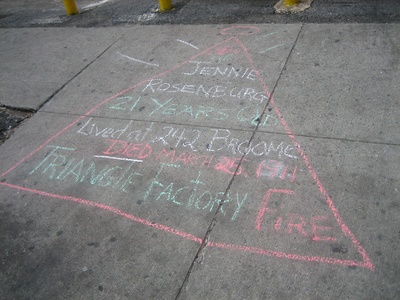 JENNIE
ROSENBURG
21 YEARS OLD
Lived at 242 BROOME
DIED MARCH 25, 1911
TRIANGLE FACTORY FIRE